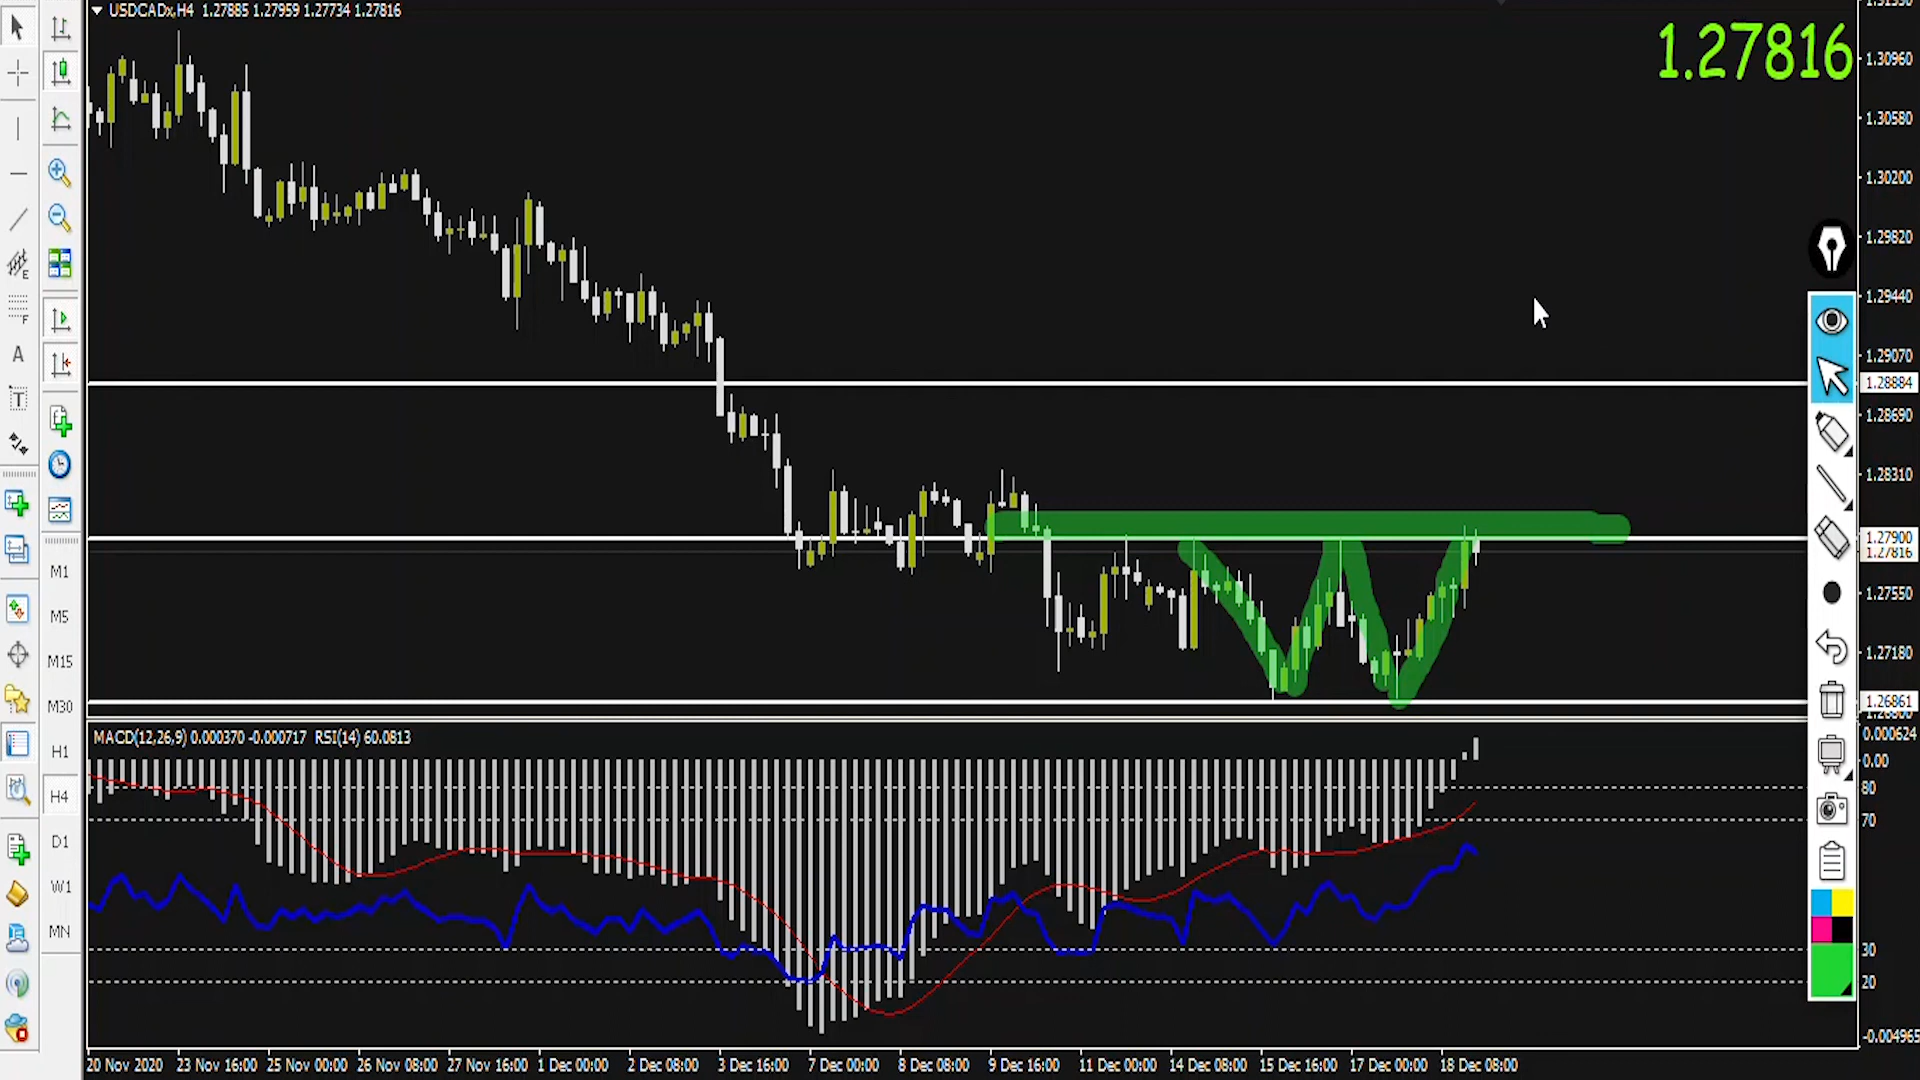 USDCADx,H4 1.27885 1.27959 1.27734 1.27816
1.27816
1.30960
1.30580
1.30200
1.29820
1.29440
1.29070
1.28884
1.28690
1.28310
1.27900
1.27816
1.27550
1.27180
1.26861
E
F
A
T
M1
M5
M15
M30
H1
H4
D1
W1
MN
MACD(12,26,9) 0.000370 -0.000717 RSI(14) 60.0813
0.000624
0.00
80
70
30
20
-0.004965
20 Nov 2020
23 Nov 16:00
25 Nov 00:00
26 Nov 08:00
27 Nov 16:00
1 Dec 00:00
2 Dec 08:00
3 Dec 16:00
7 Dec 00:00
8 Dec 08:00
9 Dec 16:00
11 Dec 00:00
14 Dec 08:00
15 Dec 16:00
17 Dec 00:00
18 Dec 08:00